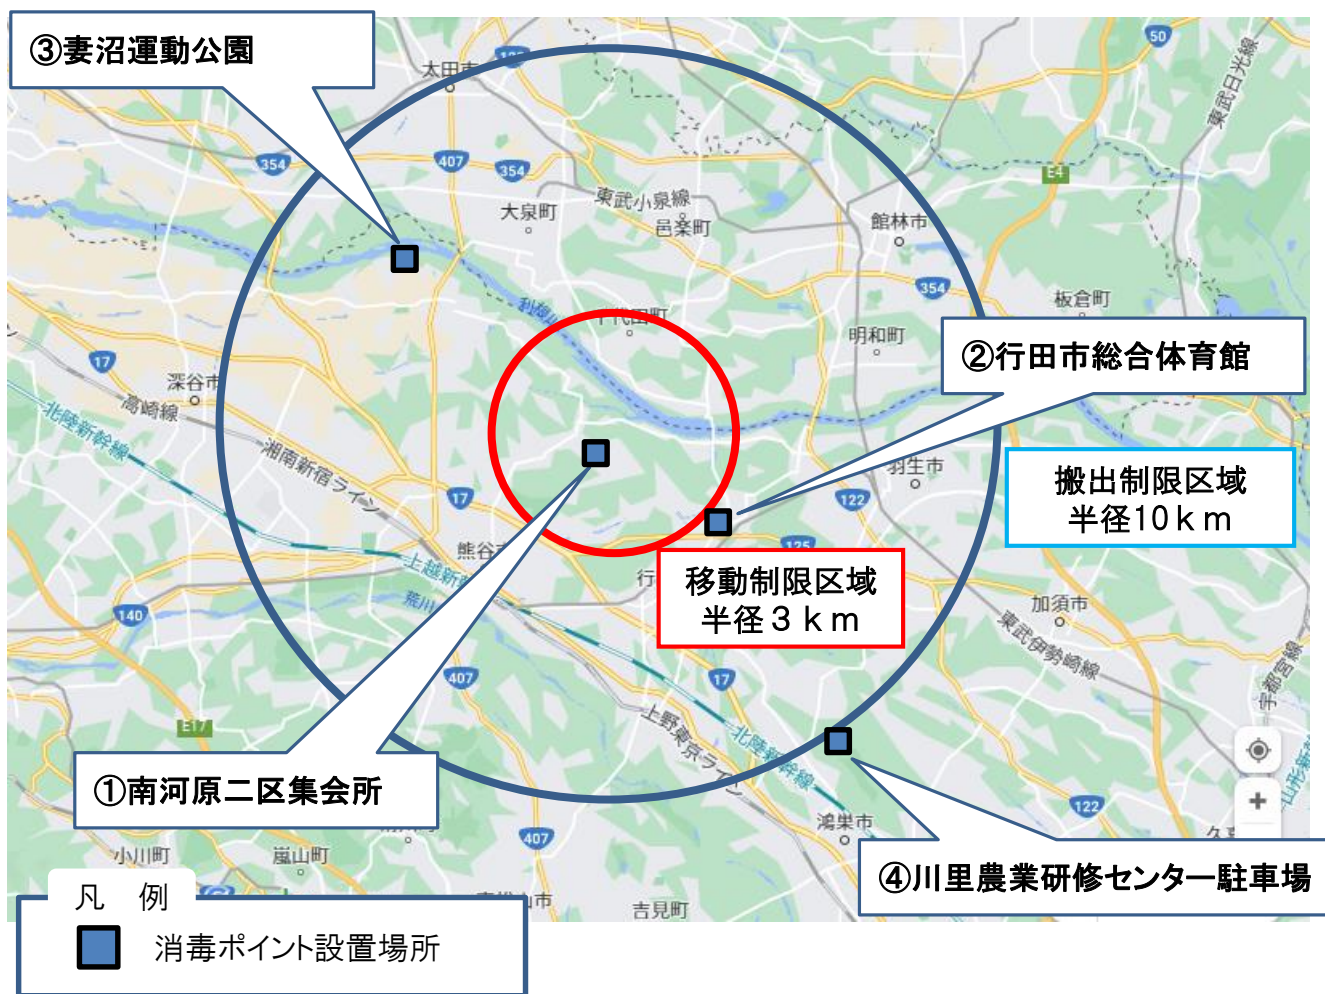 ③妻沼運動公園
太田市
50
東武日光線
354
407
354
E4
東武小泉線
大泉町
邑楽町
館林市
354
板倉町
利根川
千代田町
明和町
②行田市総合体育館
17
深谷市
高崎線
北陸新幹線
湘南新宿ライン
羽生市
搬出制限区域
半径10ｋｍ
17
122
熊谷市
125
上越新幹
荒川
行
移動制限区域
半径３ｋｍ
加須市
東武伊勢崎線
140
407
17
宇都宮線
E17
上野東京ライン
北陸新幹線
山形新幹
①南河原二区集会所
122
鴻巣市
407
小川町
嵐山町
④川里農業研修センター駐車場
市
吉見町
凡　例
消毒ポイント設置場所